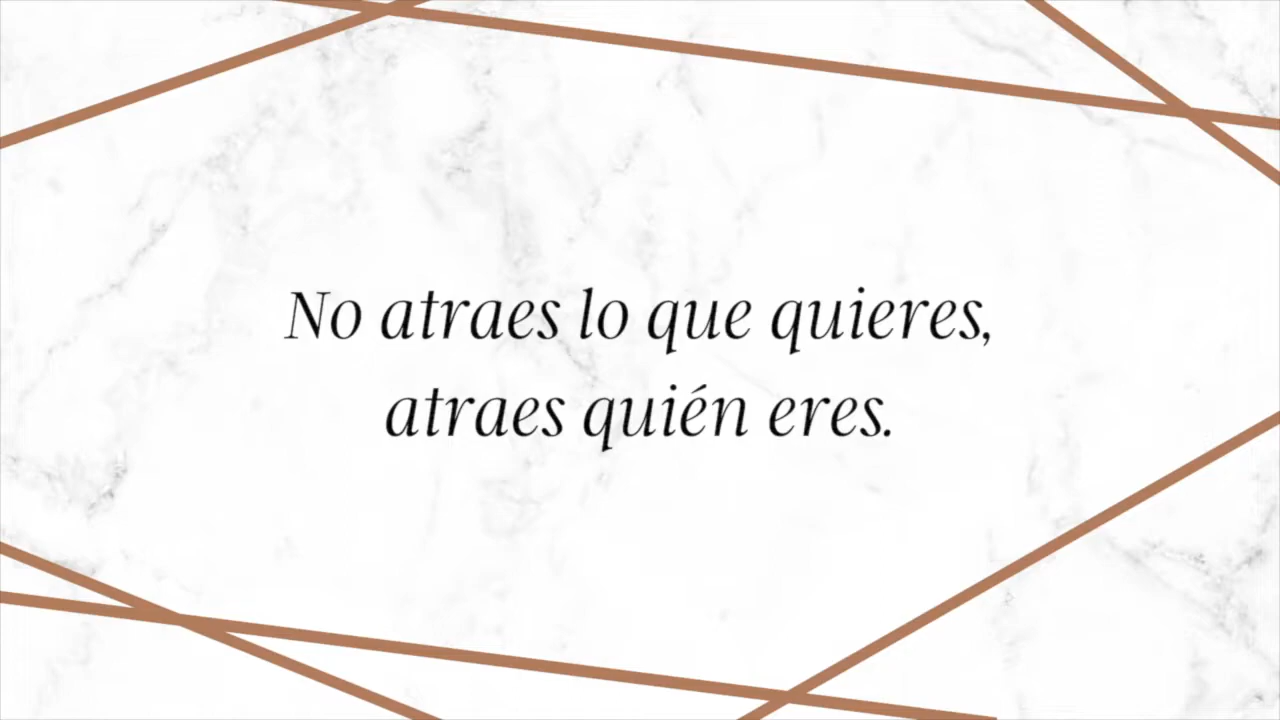 No atraes lo que quieres,
atraes quién eres.